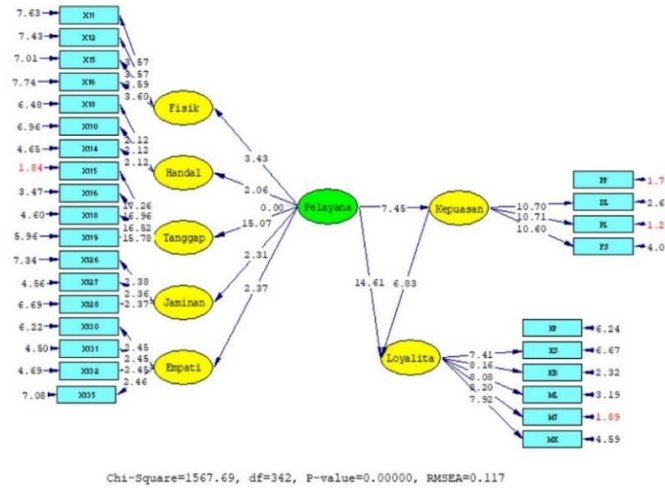 7.63 X11
7.43 X12
7.01 X15
7.74 X16
6.48 X18
6.96 X110
4.65 X114
1.84 X115
3.47 X116
4.60 X118
5.96 X119
7.34 X126
4.56 X127
6.69 X128
6.22 X130
4.50 X131
4.69 X132
7.08 X135
3.57
3.57
3.59
3.60
Fisik
2.12
2.12
2.12
Handal
17.26
16.96
16.52
15.78
Tanggap
2.38
2.36
2.37
Jaminan
2.45
2.45
2.45
2.46
Empati
3.43
2.06
0.00
15.07
2.31
2.37
Pelayana
7.45
Kepuasan
14.61
6.83
Loyalita
10.70
10.71
10.60
1.7
2.6
1.2
4.0
7.41
8.16
8.08
8.20
7.92
6.24
6.67
2.32
3.19
1.89
4.59
Chi-Square=1567.69, df=342, P-value=0.00000, RMSEA=0.117